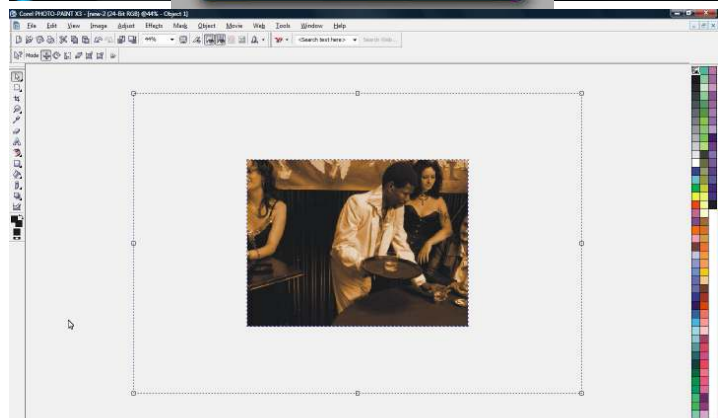 Corel PHOTO-PAINT X3 - [new-2 (24-Bit RGB) @44% - Object 1]
File Edit View Image Adjust Effects Mask Object Movie Web Tools Window Help
44% <Search text here> Search Web...
Mode